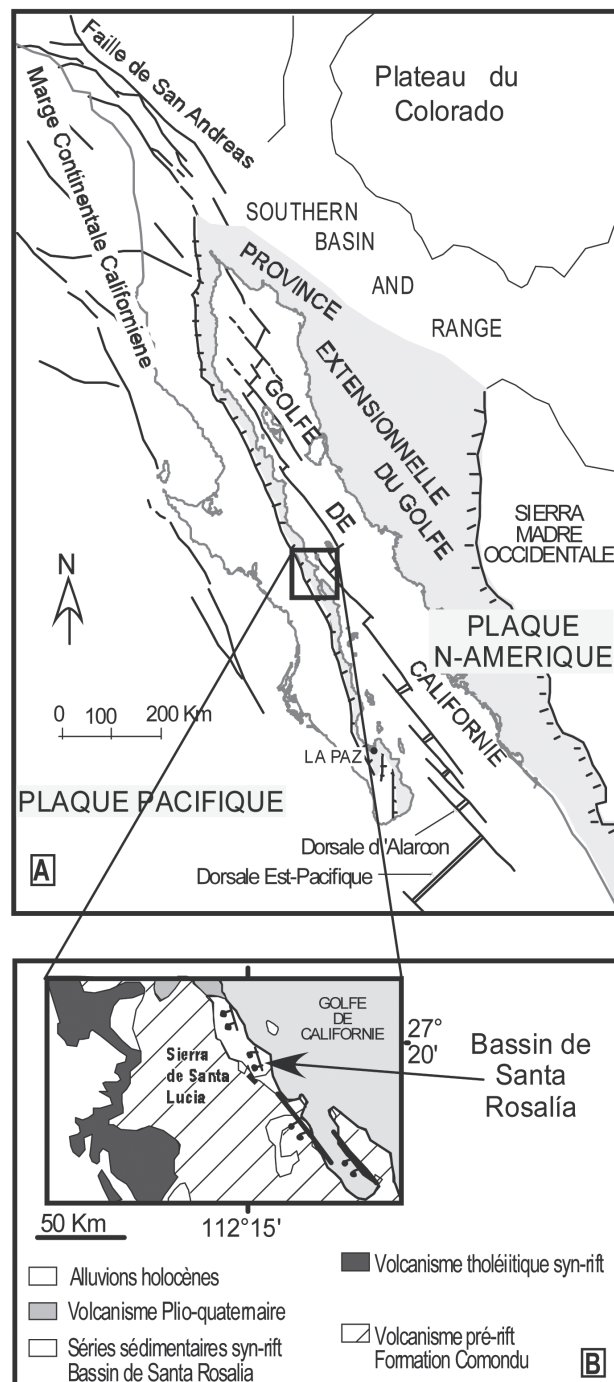 Faille de San Andreas
Marge Continentale Californiene
Plateau du
Colorado
SOUTHERN
BASIN
AND
RANGE
PROVINCE
EXTENSIONNELLE
DU GOLFE
GOLFE
DE
CALIFORNIE
SIERRA
MADRE
OCCIDENTALE
N
PLAQUE
N-AMERIQUE
0 100 200 Km
LA PAZ
PLAQUE PACIFIQUE
Dorsale d'Alarcon
Dorsale Est-Pacifique
A
GOLFE
DE
CALIFORNIE
27°
20'
Sierra
de Santa
Lucia
Bassin de
Santa
Rosalía
50 Km
112°15'
Alluvions holocènes
Volcanisme Plio-quaternaire
Séries sédimentaires syn-rift
Bassin de Santa Rosalia
Volcanisme tholéiitique syn-rift
Volcanisme pré-rift
Formation Comondu
B